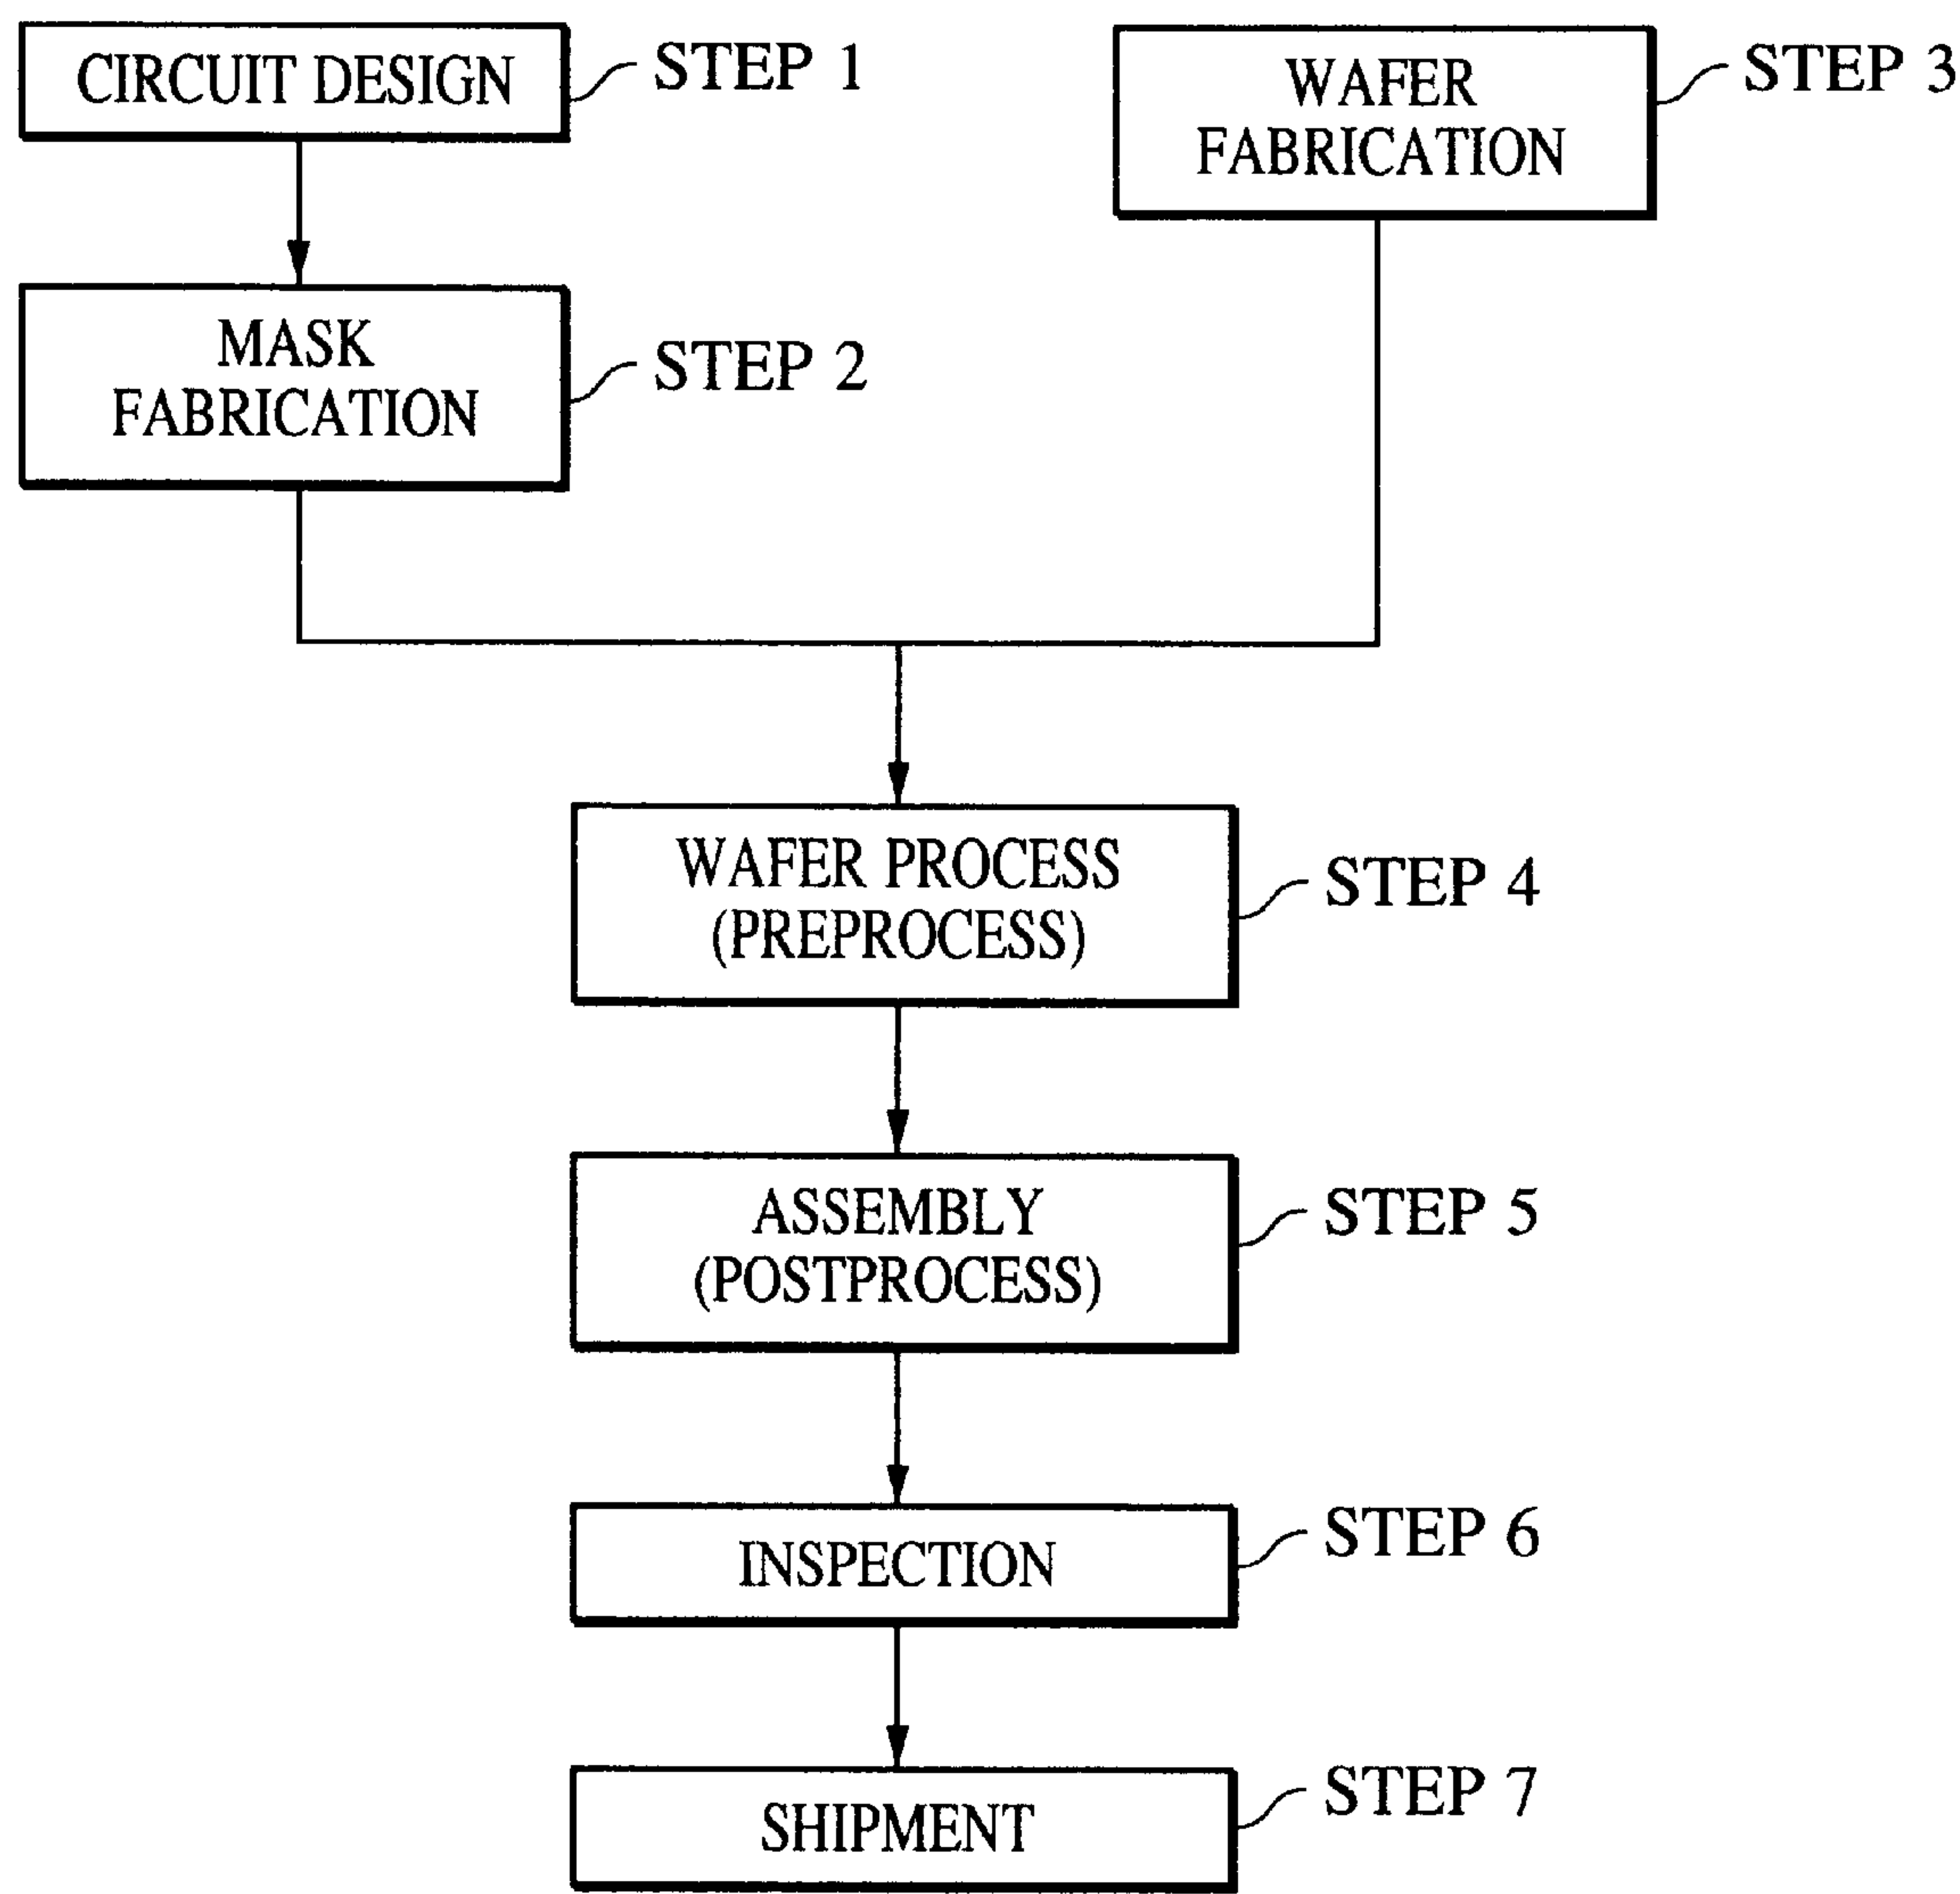 CIRCUIT DESIGN
STEP 1
MASK
FABRICATION
STEP 2
WAFER
FABRICATION
STEP 3
WAFER PROCESS
(PREPROCESS)
STEP 4
ASSEMBLY
(POSTPROCESS)
STEP 5
INSPECTION
STEP 6
SHIPMENT
STEP 7